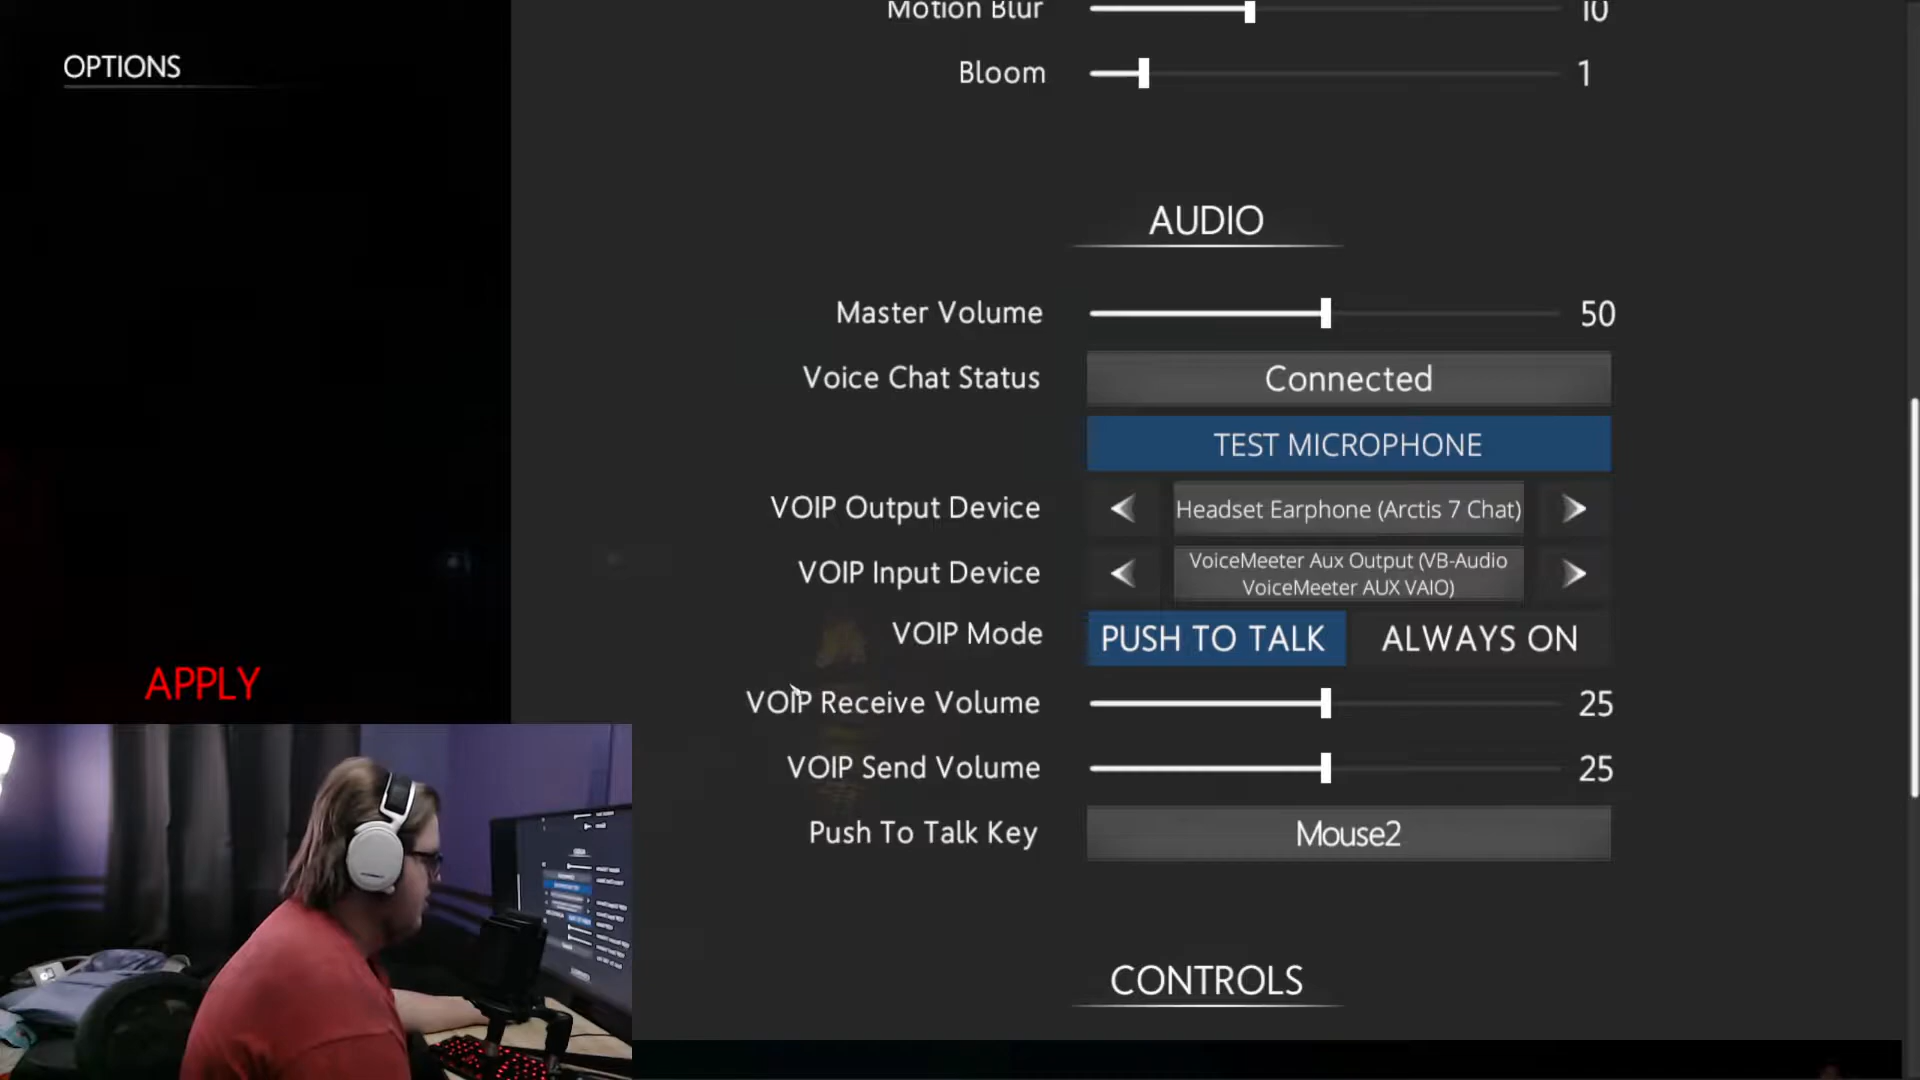 Motion Blur 10
OPTIONS
Bloom 1
AUDIO
Master Volume 50
Voice Chat Status Connected
TEST MICROPHONE
VOIP Output Device Headset Earphone (Arctis 7 Chat)
VOIP Input Device VoiceMeeter Aux Output (VB-Audio
VoiceMeeter AUX VAIO)
VOIP Mode PUSH TO TALK ALWAYS ON
APPLY
VOIP Receive Volume 25
VOIP Send Volume 25
Push To Talk Key Mouse2
CONTROLS